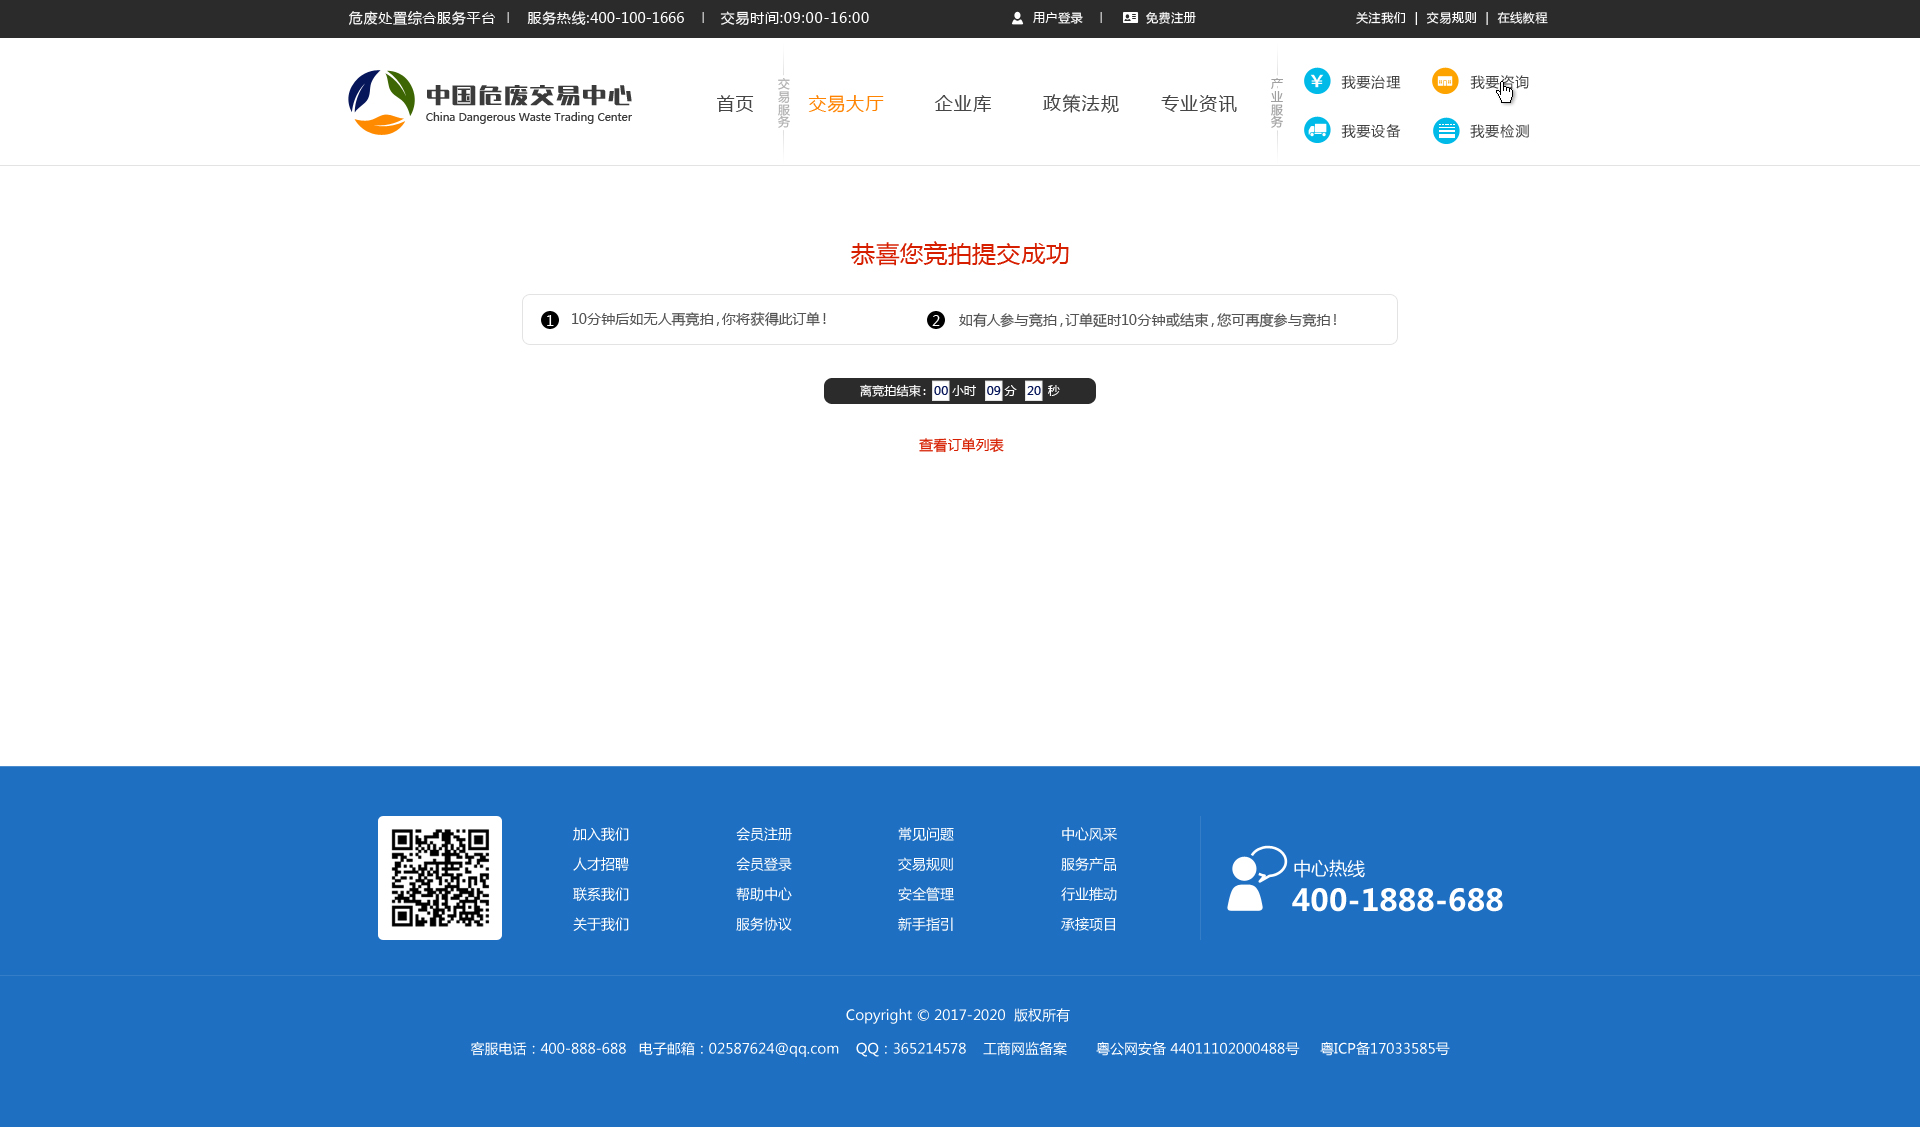 危废处置综合服务平台 | 服务热线:400-100-1666 | 交易时间:09:00-16:00 用户登录 | 免费注册 关注我们 | 交易规则 | 在线教程
中国危废交易中心
China Dangerous Waste Trading Center
首页 交易服务 交易大厅 企业库 政策法规 专业资讯 产业服务
我要治理 我要咨询
我要设备 我要检测
恭喜您竞拍提交成功
1 10分钟后如无人再竞拍,你将获得此订单! 2 如有人参与竞拍,订单延时10分钟或结束,您可再度参与竞拍!
离竞拍结束: 00 小时 09 分 20 秒
查看订单列表
加入我们 会员注册 常见问题 中心风采
人才招聘 会员登录 交易规则 服务产品
联系我们 帮助中心 安全管理 行业推动
关于我们 服务协议 新手指引 承接项目
中心热线
400-1888-688
Copyright © 2017-2020 版权所有
客服电话:400-888-688 电子邮箱:02587624@qq.com QQ:365214578 工商网监备案 粤公网安备 44011102000488号 粤ICP备17033585号